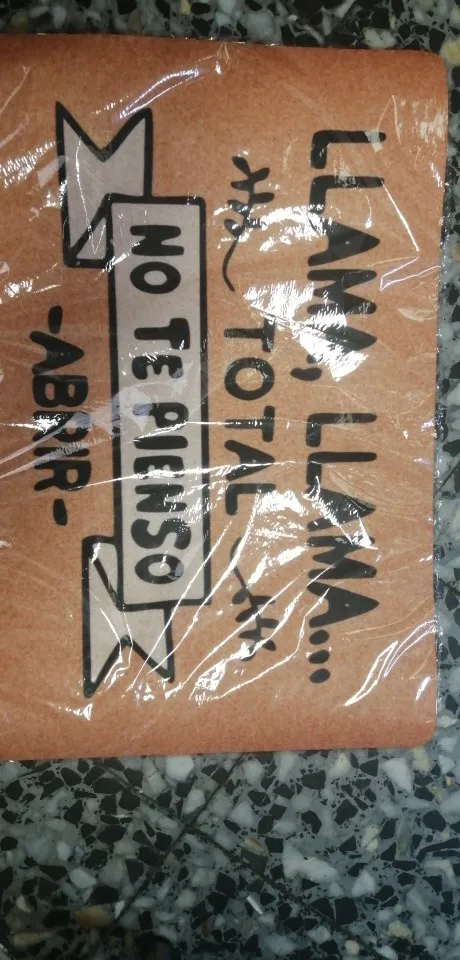 LLAMA, LLAMA...
TOTAL
NO TE PIENSO
-ABRIR-